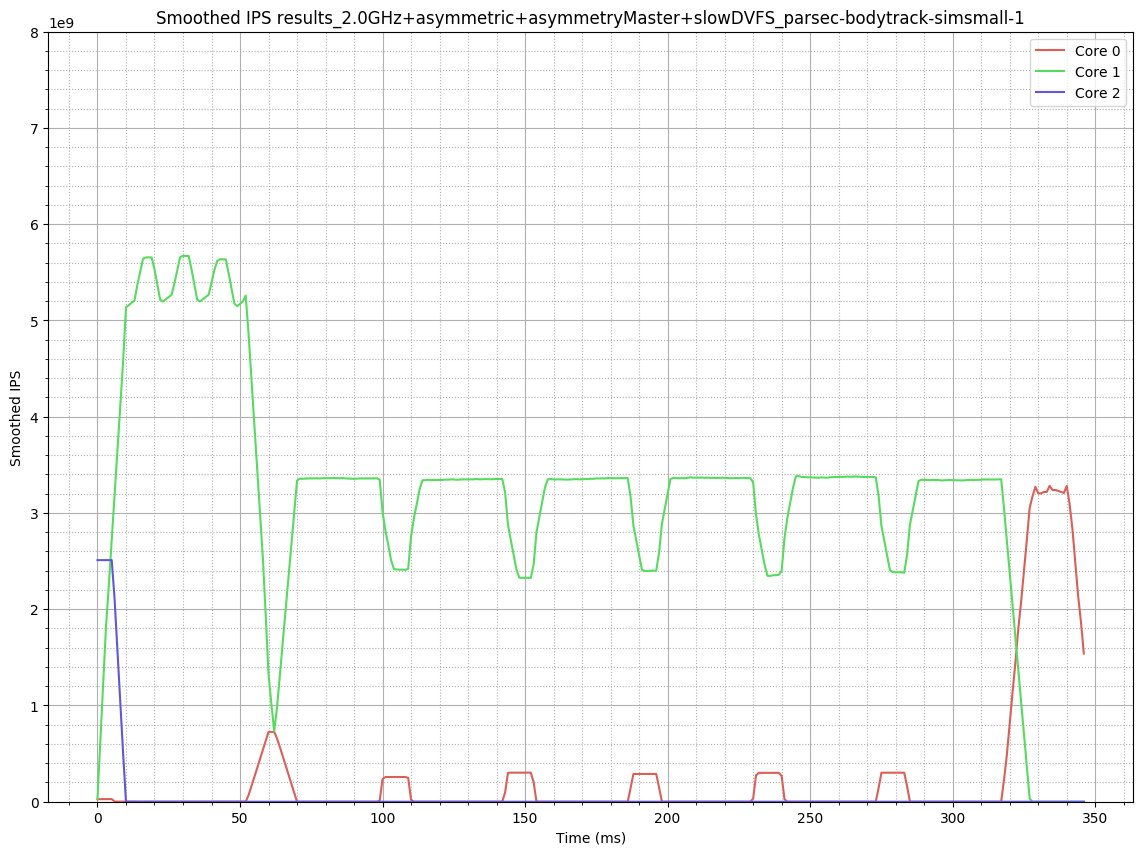 Smoothed IPS results_2.0GHz+asymmetric+asymmetryMaster+slowDVFS_parsec-bodytrack-simsmall-1
1e9
8
7
6
5
4
3
2
1
0
Smoothed IPS
Core 0
Core 1
Core 2
0 50 100 150 200 250 300 350
Time (ms)